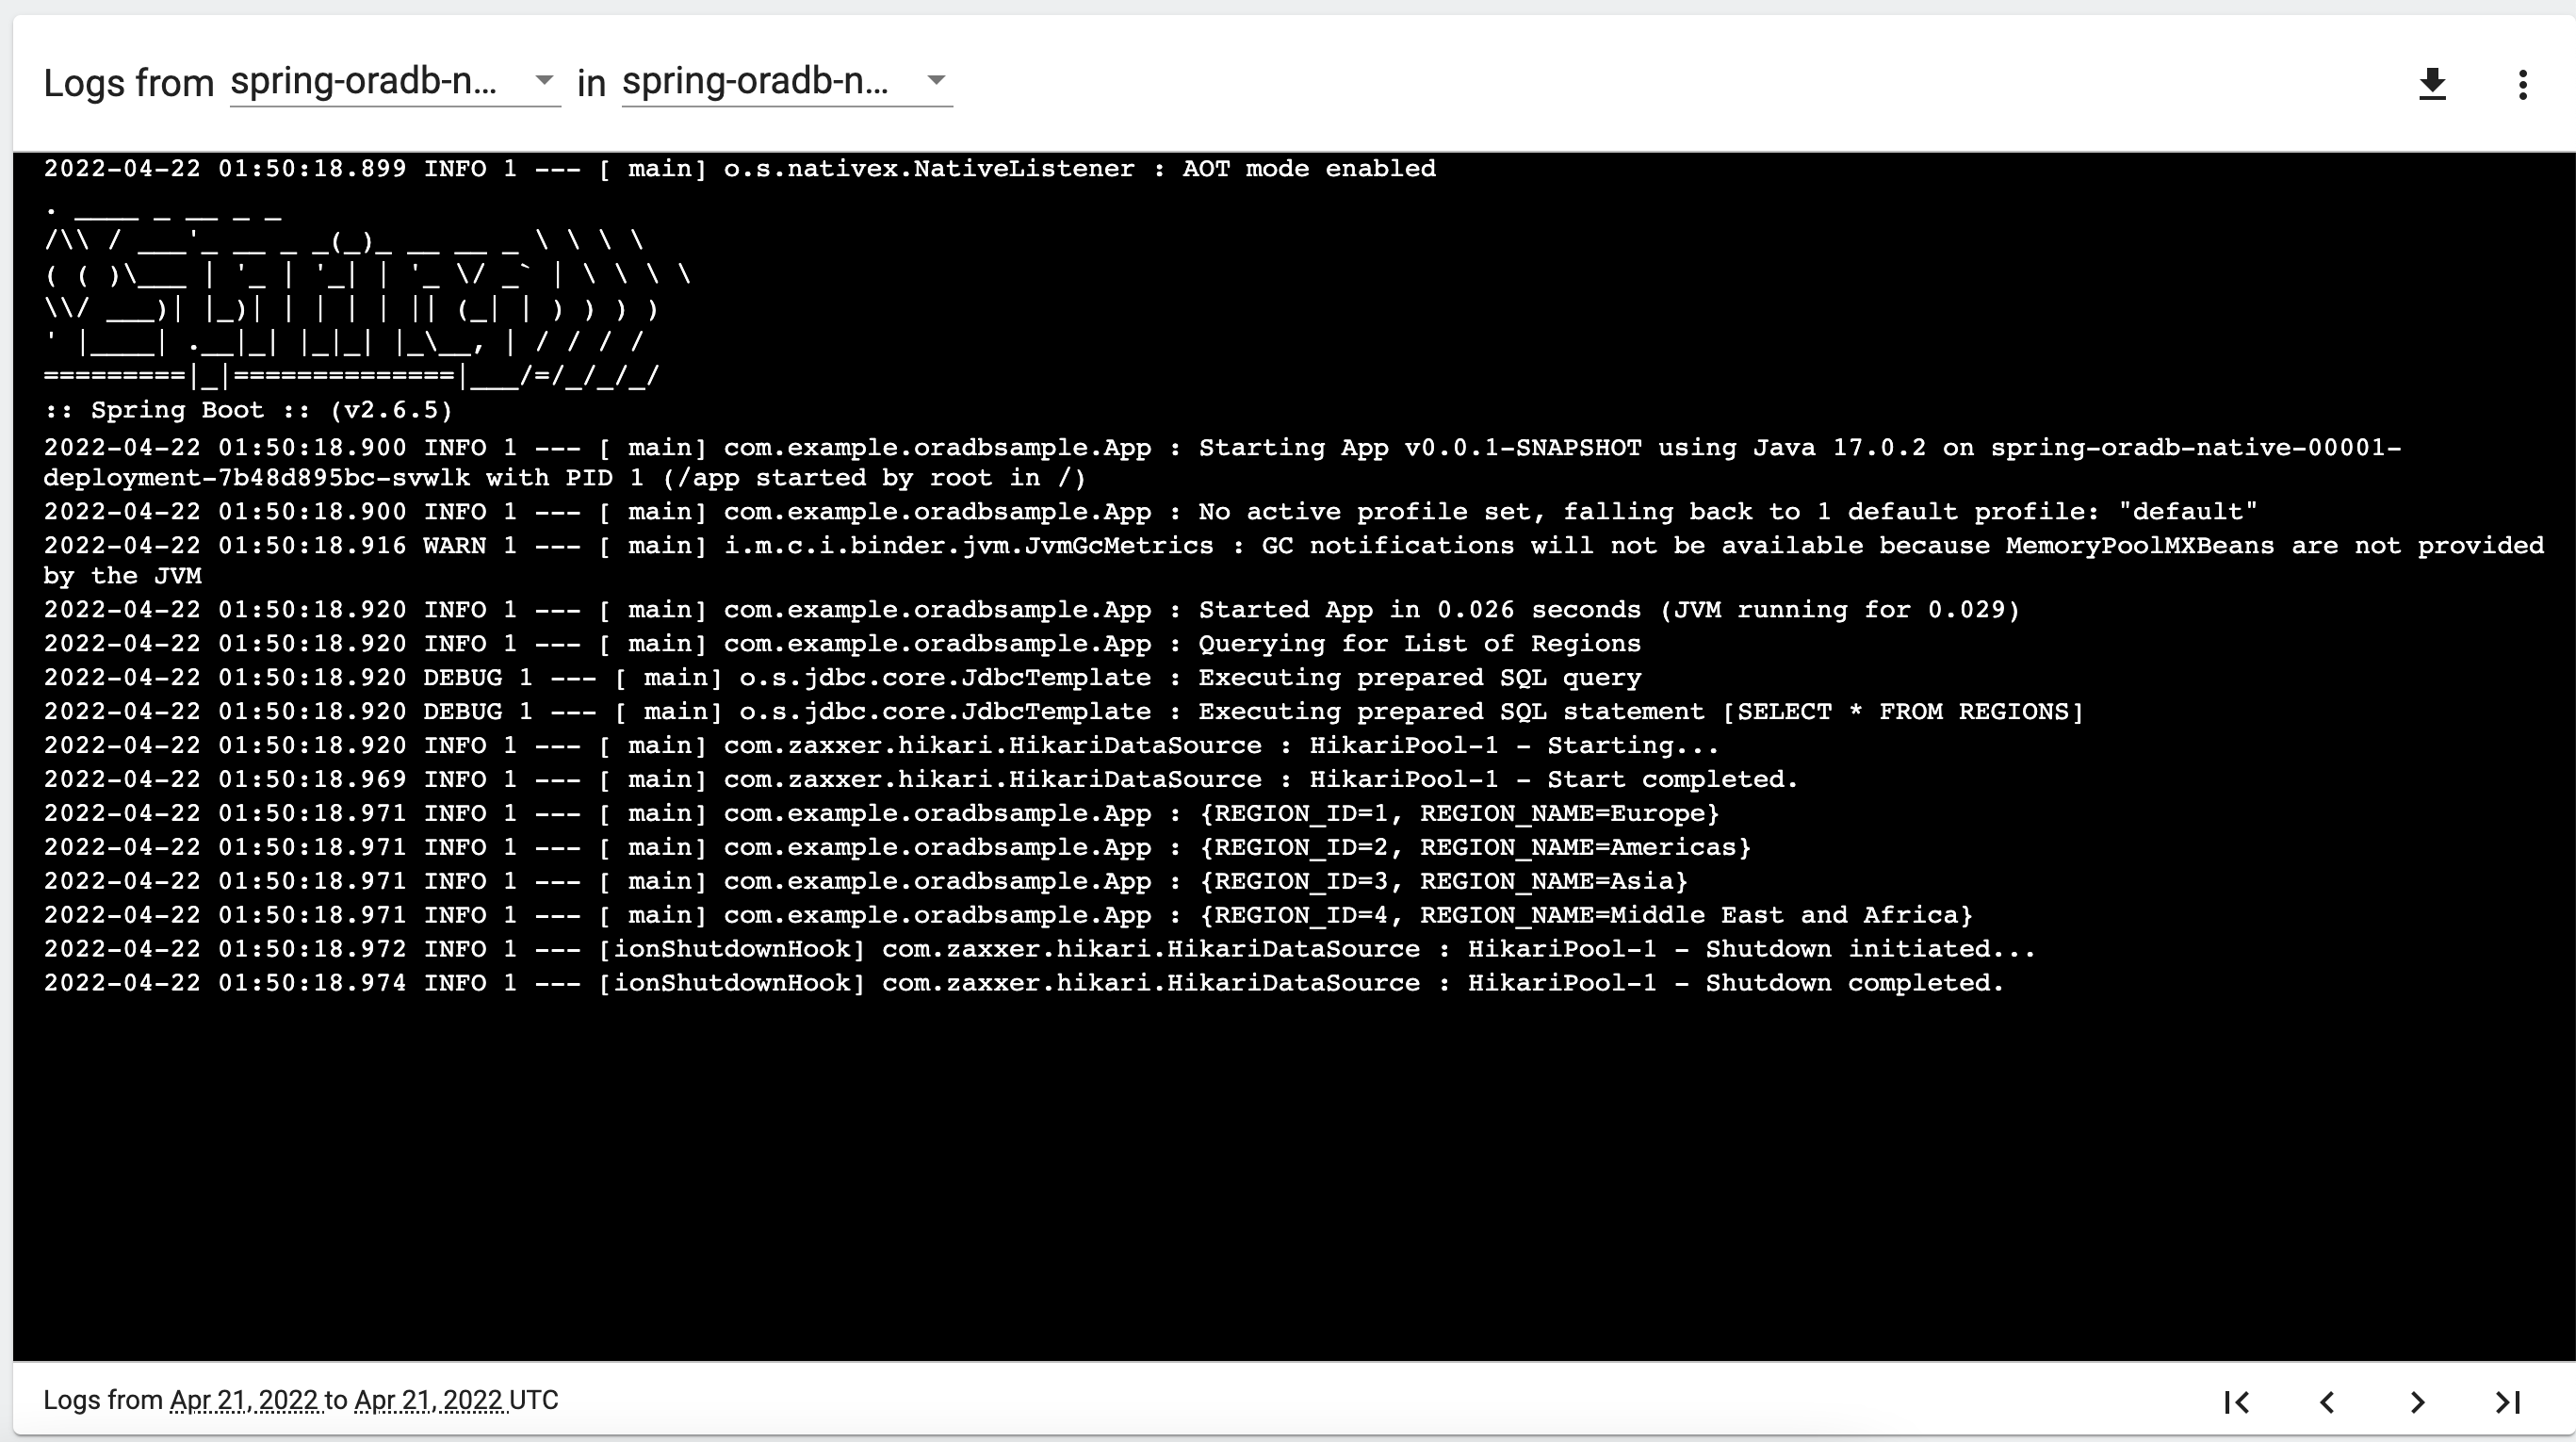 Logs from spring-oradb-n... in spring-oradb-n...
2022-04-22 01:50:18.899 INFO 1 --- [ main] o.s.nativex.NativeListener : AOT mode enabled
. ____ _ __ _ _
/\\ / ___'_ __ _ _(_)_ __ __ _ \ \ \ \
( ( )\___ | '_ | '_| | '_ \/ _` | \ \ \ \
\\/ ___)| |_)| | | | | || (_| | ) ) ) )
' |____| .__|_| |_|_| |_\__, | / / / /
=========|_|==============|___/=/_/_/_/
:: Spring Boot :: (v2.6.5)
2022-04-22 01:50:18.900 INFO 1 --- [ main] com.example.oradbsample.App : Starting App v0.0.1-SNAPSHOT using Java 17.0.2 on spring-oradb-native-00001-
deployment-7b48d895bc-svwlk with PID 1 (/app started by root in /)
2022-04-22 01:50:18.900 INFO 1 --- [ main] com.example.oradbsample.App : No active profile set, falling back to 1 default profile: "default"
2022-04-22 01:50:18.916 WARN 1 --- [ main] i.m.c.i.binder.jvm.JvmGcMetrics : GC notifications will not be available because MemoryPoolMXBeans are not provided
by the JVM
2022-04-22 01:50:18.920 INFO 1 --- [ main] com.example.oradbsample.App : Started App in 0.026 seconds (JVM running for 0.029)
2022-04-22 01:50:18.920 INFO 1 --- [ main] com.example.oradbsample.App : Querying for List of Regions
2022-04-22 01:50:18.920 DEBUG 1 --- [ main] o.s.jdbc.core.JdbcTemplate : Executing prepared SQL query
2022-04-22 01:50:18.920 DEBUG 1 --- [ main] o.s.jdbc.core.JdbcTemplate : Executing prepared SQL statement [SELECT * FROM REGIONS]
2022-04-22 01:50:18.920 INFO 1 --- [ main] com.zaxxer.hikari.HikariDataSource : HikariPool-1 - Starting...
2022-04-22 01:50:18.969 INFO 1 --- [ main] com.zaxxer.hikari.HikariDataSource : HikariPool-1 - Start completed.
2022-04-22 01:50:18.971 INFO 1 --- [ main] com.example.oradbsample.App : {REGION_ID=1, REGION_NAME=Europe}
2022-04-22 01:50:18.971 INFO 1 --- [ main] com.example.oradbsample.App : {REGION_ID=2, REGION_NAME=Americas}
2022-04-22 01:50:18.971 INFO 1 --- [ main] com.example.oradbsample.App : {REGION_ID=3, REGION_NAME=Asia}
2022-04-22 01:50:18.971 INFO 1 --- [ main] com.example.oradbsample.App : {REGION_ID=4, REGION_NAME=Middle East and Africa}
2022-04-22 01:50:18.972 INFO 1 --- [ionShutdownHook] com.zaxxer.hikari.HikariDataSource : HikariPool-1 - Shutdown initiated...
2022-04-22 01:50:18.974 INFO 1 --- [ionShutdownHook] com.zaxxer.hikari.HikariDataSource : HikariPool-1 - Shutdown completed.
Logs from Apr 21, 2022 to Apr 21, 2022 UTC